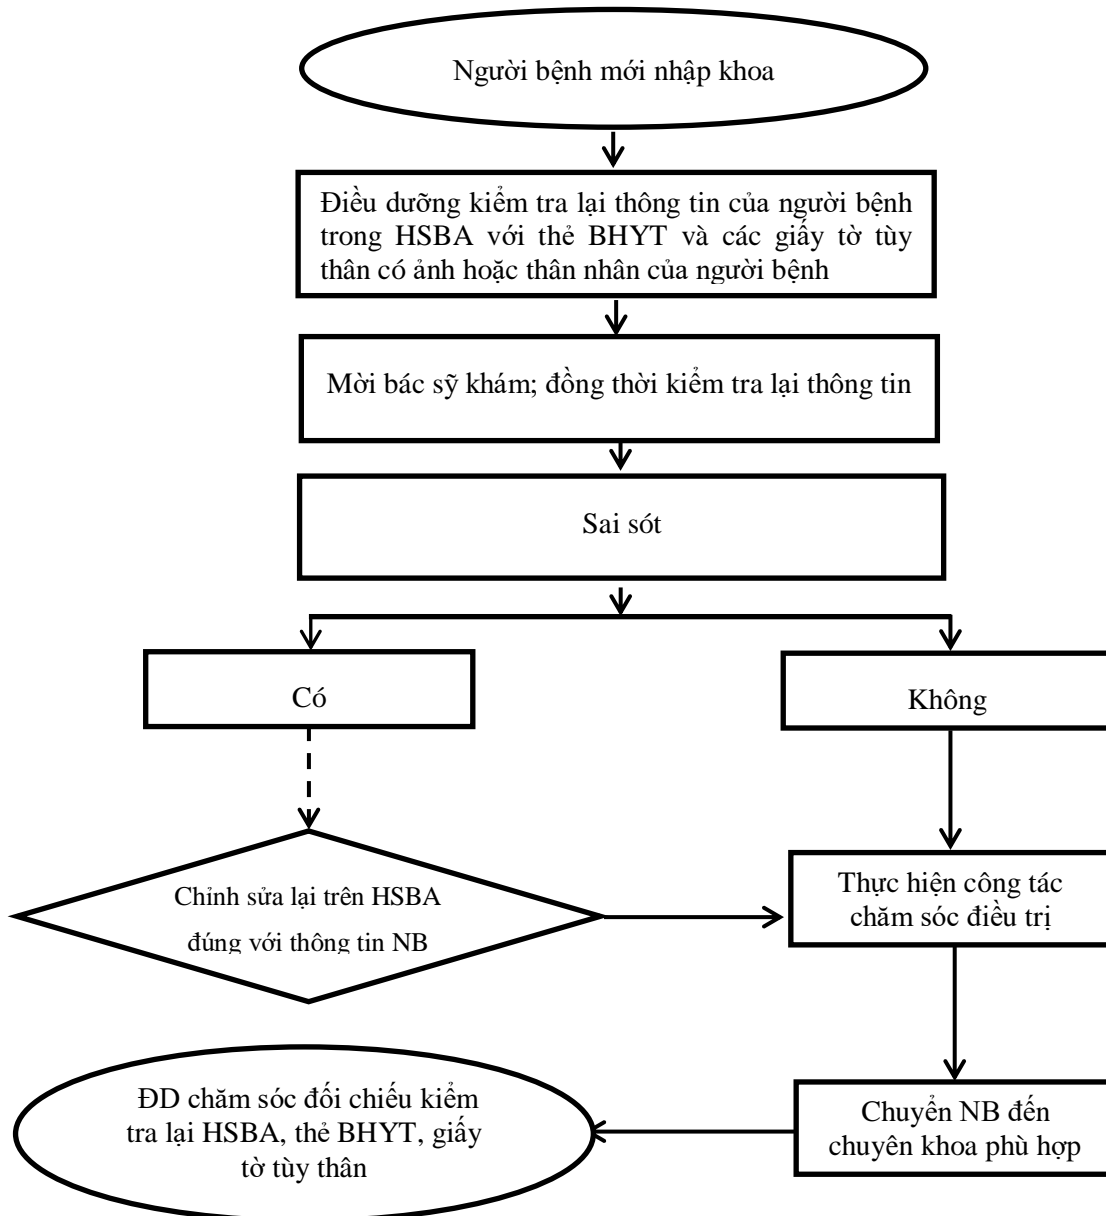 Người bệnh mới nhập khoa
Điều dưỡng kiểm tra lại thông tin của người bệnh
trong HSBA với thẻ BHYT và các giấy tờ tùy
thân có ảnh hoặc thân nhân của người bệnh
Mời bác sỹ khám; đồng thời kiểm tra lại thông tin
Sai sót
Có
Không
Chỉnh sửa lại trên HSBA
đúng với thông tin NB
Thực hiện công tác
chăm sóc điều trị
Chuyển NB đến
chuyên khoa phù hợp
ĐD chăm sóc đối chiếu kiểm
tra lại HSBA, thẻ BHYT, giấy
tờ tùy thân